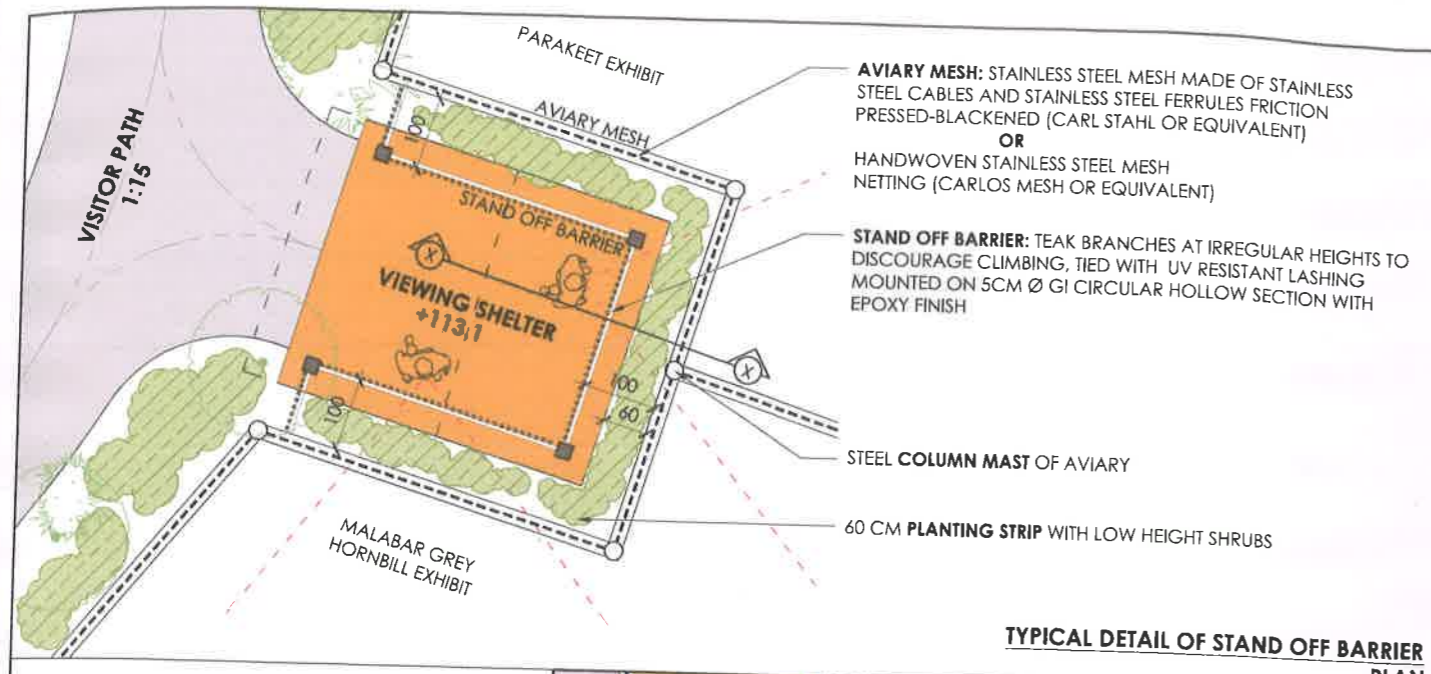 PARAKEET EXHIBIT
AVIARY MESH
100
VISITOR PATH
1:15
STAND OFF BARRIER
X
VIEWING SHELTER
+113,1
100
100
60
X
MALABAR GREY
HORNBILL EXHIBIT
AVIARY MESH: STAINLESS STEEL MESH MADE OF STAINLESS
STEEL CABLES AND STAINLESS STEEL FERRULES FRICTION
PRESSED-BLACKENED (CARL STAHL OR EQUIVALENT)
OR
HANDWOVEN STAINLESS STEEL MESH
NETTING (CARLOS MESH OR EQUIVALENT)
STAND OFF BARRIER: TEAK BRANCHES AT IRREGULAR HEIGHTS TO
DISCOURAGE CLIMBING, TIED WITH UV RESISTANT LASHING
MOUNTED ON 5CM Ø GI CIRCULAR HOLLOW SECTION WITH
EPOXY FINISH
STEEL COLUMN MAST OF AVIARY
60 CM PLANTING STRIP WITH LOW HEIGHT SHRUBS
TYPICAL DETAIL OF STAND OFF BARRIER
PLAN